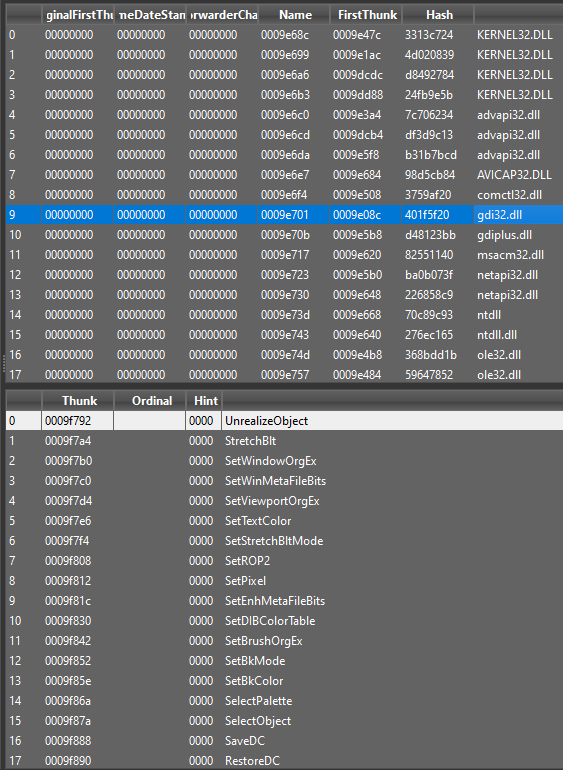 ginalFirstThu meDateStam orwarderCha Name FirstThunk Hash
0 00000000 00000000 00000000 0009e68c 0009e47c 3313c724 KERNEL32.DLL
1 00000000 00000000 00000000 0009e699 0009e1ac 4d020839 KERNEL32.DLL
2 00000000 00000000 00000000 0009e6a6 0009dcdc d8492784 KERNEL32.DLL
3 00000000 00000000 00000000 0009e6b3 0009dd88 24fb9e5b KERNEL32.DLL
4 00000000 00000000 00000000 0009e6c0 0009e3a4 7c706234 advapi32.dll
5 00000000 00000000 00000000 0009e6cd 0009dcb4 df3d9c13 advapi32.dll
6 00000000 00000000 00000000 0009e6da 0009e5f8 b31b7bcd advapi32.dll
7 00000000 00000000 00000000 0009e6e7 0009e684 98d5cb84 AVICAP32.DLL
8 00000000 00000000 00000000 0009e6f4 0009e508 3759af20 comctl32.dll
9 00000000 00000000 00000000 0009e701 0009e08c 401f5f20 gdi32.dll
10 00000000 00000000 00000000 0009e70b 0009e5b8 d48123bb gdiplus.dll
11 00000000 00000000 00000000 0009e717 0009e620 82551140 msacm32.dll
12 00000000 00000000 00000000 0009e723 0009e5b0 ba0b073f netapi32.dll
13 00000000 00000000 00000000 0009e730 0009e648 226858c9 netapi32.dll
14 00000000 00000000 00000000 0009e73d 0009e668 70c89c93 ntdll
15 00000000 00000000 00000000 0009e743 0009e640 276ec165 ntdll.dll
16 00000000 00000000 00000000 0009e74d 0009e4b8 368bdd1b ole32.dll
17 00000000 00000000 00000000 0009e757 0009e484 59647852 ole32.dll
Thunk Ordinal Hint
0 0009f792 0000 UnrealizeObject
1 0009f7a4 0000 StretchBlt
2 0009f7b0 0000 SetWindowOrgEx
3 0009f7c0 0000 SetWinMetaFileBits
4 0009f7d4 0000 SetViewportOrgEx
5 0009f7e6 0000 SetTextColor
6 0009f7f4 0000 SetStretchBltMode
7 0009f808 0000 SetROP2
8 0009f812 0000 SetPixel
9 0009f81c 0000 SetEnhMetaFileBits
10 0009f830 0000 SetDIBColorTable
11 0009f842 0000 SetBrushOrgEx
12 0009f852 0000 SetBkMode
13 0009f85e 0000 SetBkColor
14 0009f86a 0000 SelectPalette
15 0009f87a 0000 SelectObject
16 0009f888 0000 SaveDC
17 0009f890 0000 RestoreDC